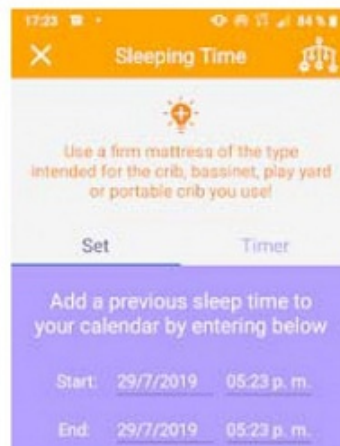 17:23 84 %
Sleeping Time
Use a firm mattress of the type
intended for the crib, bassinet, play yard
or portable crib you use!
Set Timer
Add a previous sleep time to
your calendar by entering below
Start: 29/7/2019 05:23 p. m.
End: 29/7/2019 05:23 p. m.